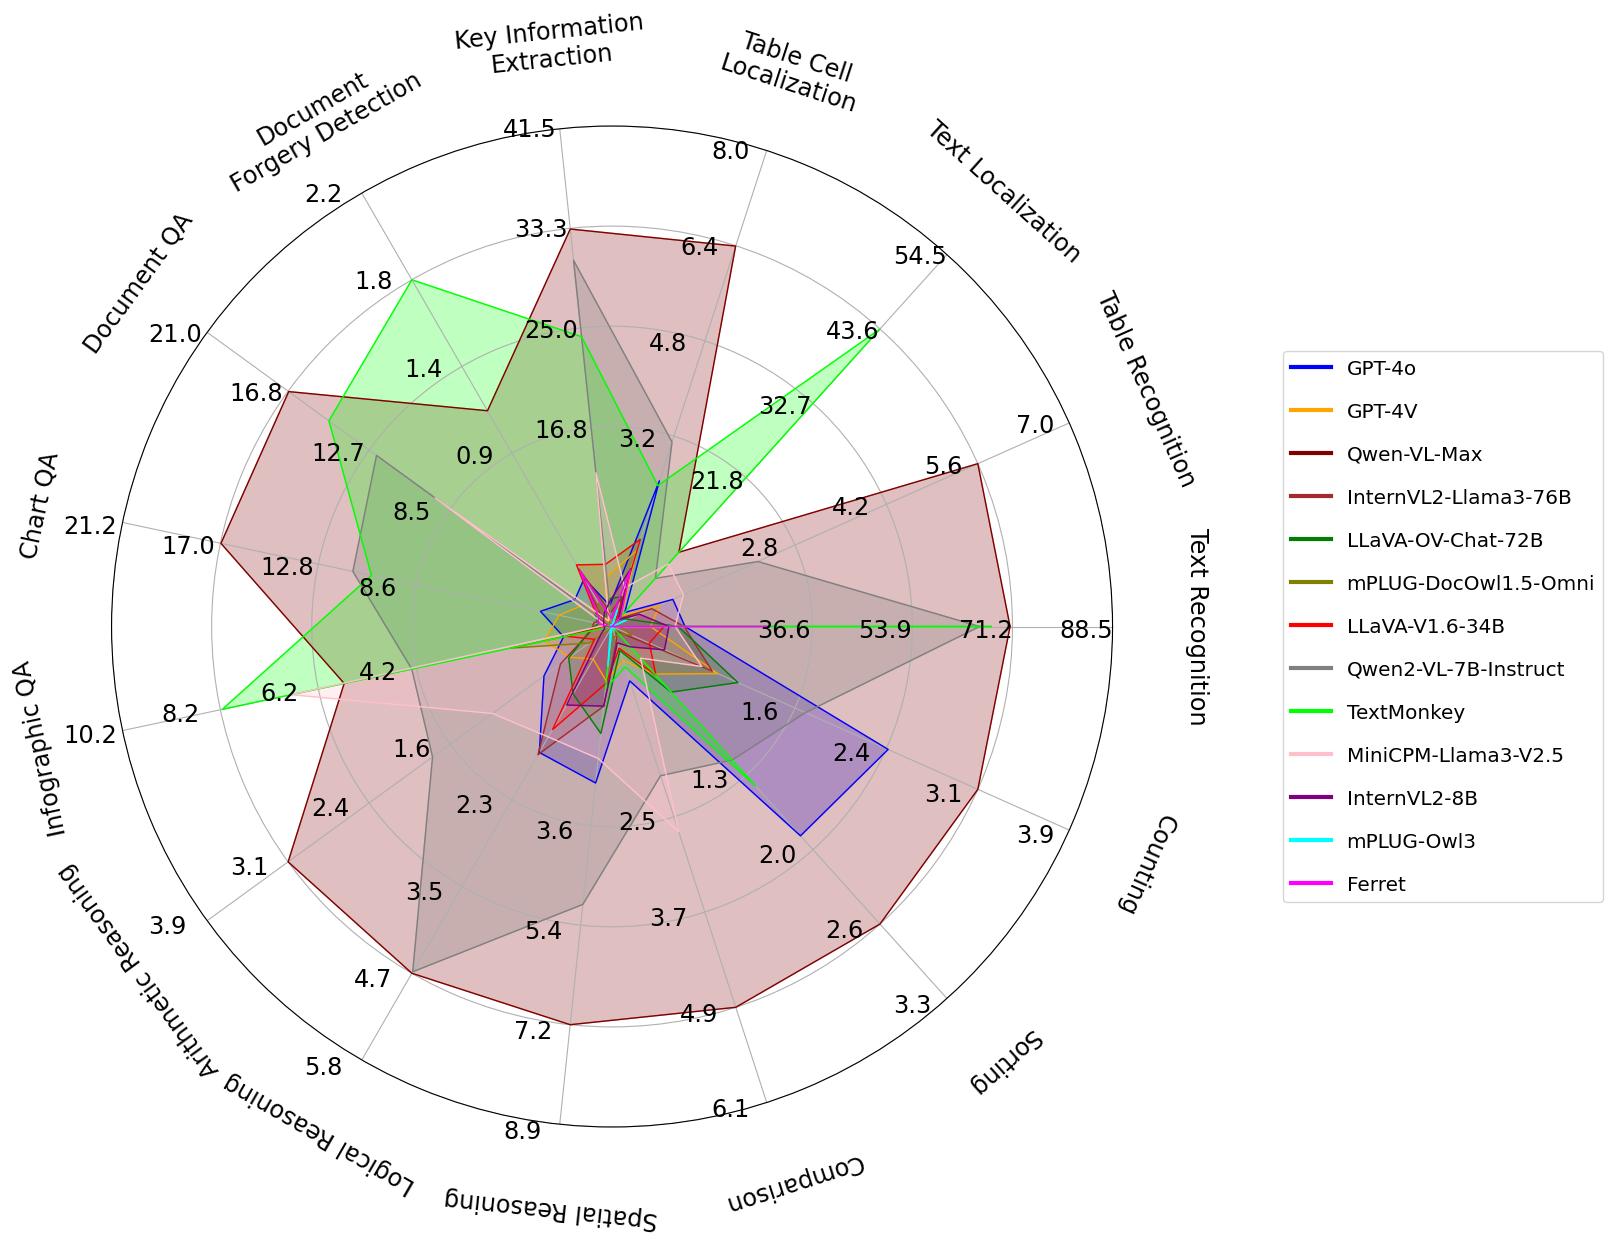 Key Information
Extraction
Table Cell
Localization
Document
Forgery Detection
Text Localization
Document QA
Table Recognition
Chart QA
Text Recognition
Infographic QA
Counting
Arithmetic Reasoning
Sorting
Logical Reasoning
Comparison
Spatial Reasoning
36.6
53.9
71.2
88.5
2.8
4.2
5.6
7.0
21.8
32.7
43.6
54.5
3.2
4.8
6.4
8.0
16.8
25.0
33.3
41.5
0.9
1.4
1.8
2.2
8.5
12.7
16.8
21.0
8.6
12.8
17.0
21.2
4.2
6.2
8.2
10.2
1.6
2.4
3.1
3.9
2.3
3.5
4.7
5.8
3.6
5.4
7.2
8.9
2.5
3.7
4.9
6.1
1.3
2.0
2.6
3.3
1.6
2.4
3.1
3.9
GPT-4o
GPT-4V
Qwen-VL-Max
InternVL2-Llama3-76B
LLaVA-OV-Chat-72B
mPLUG-DocOwl1.5-Omni
LLaVA-V1.6-34B
Qwen2-VL-7B-Instruct
TextMonkey
MiniCPM-Llama3-V2.5
InternVL2-8B
mPLUG-Owl3
Ferret